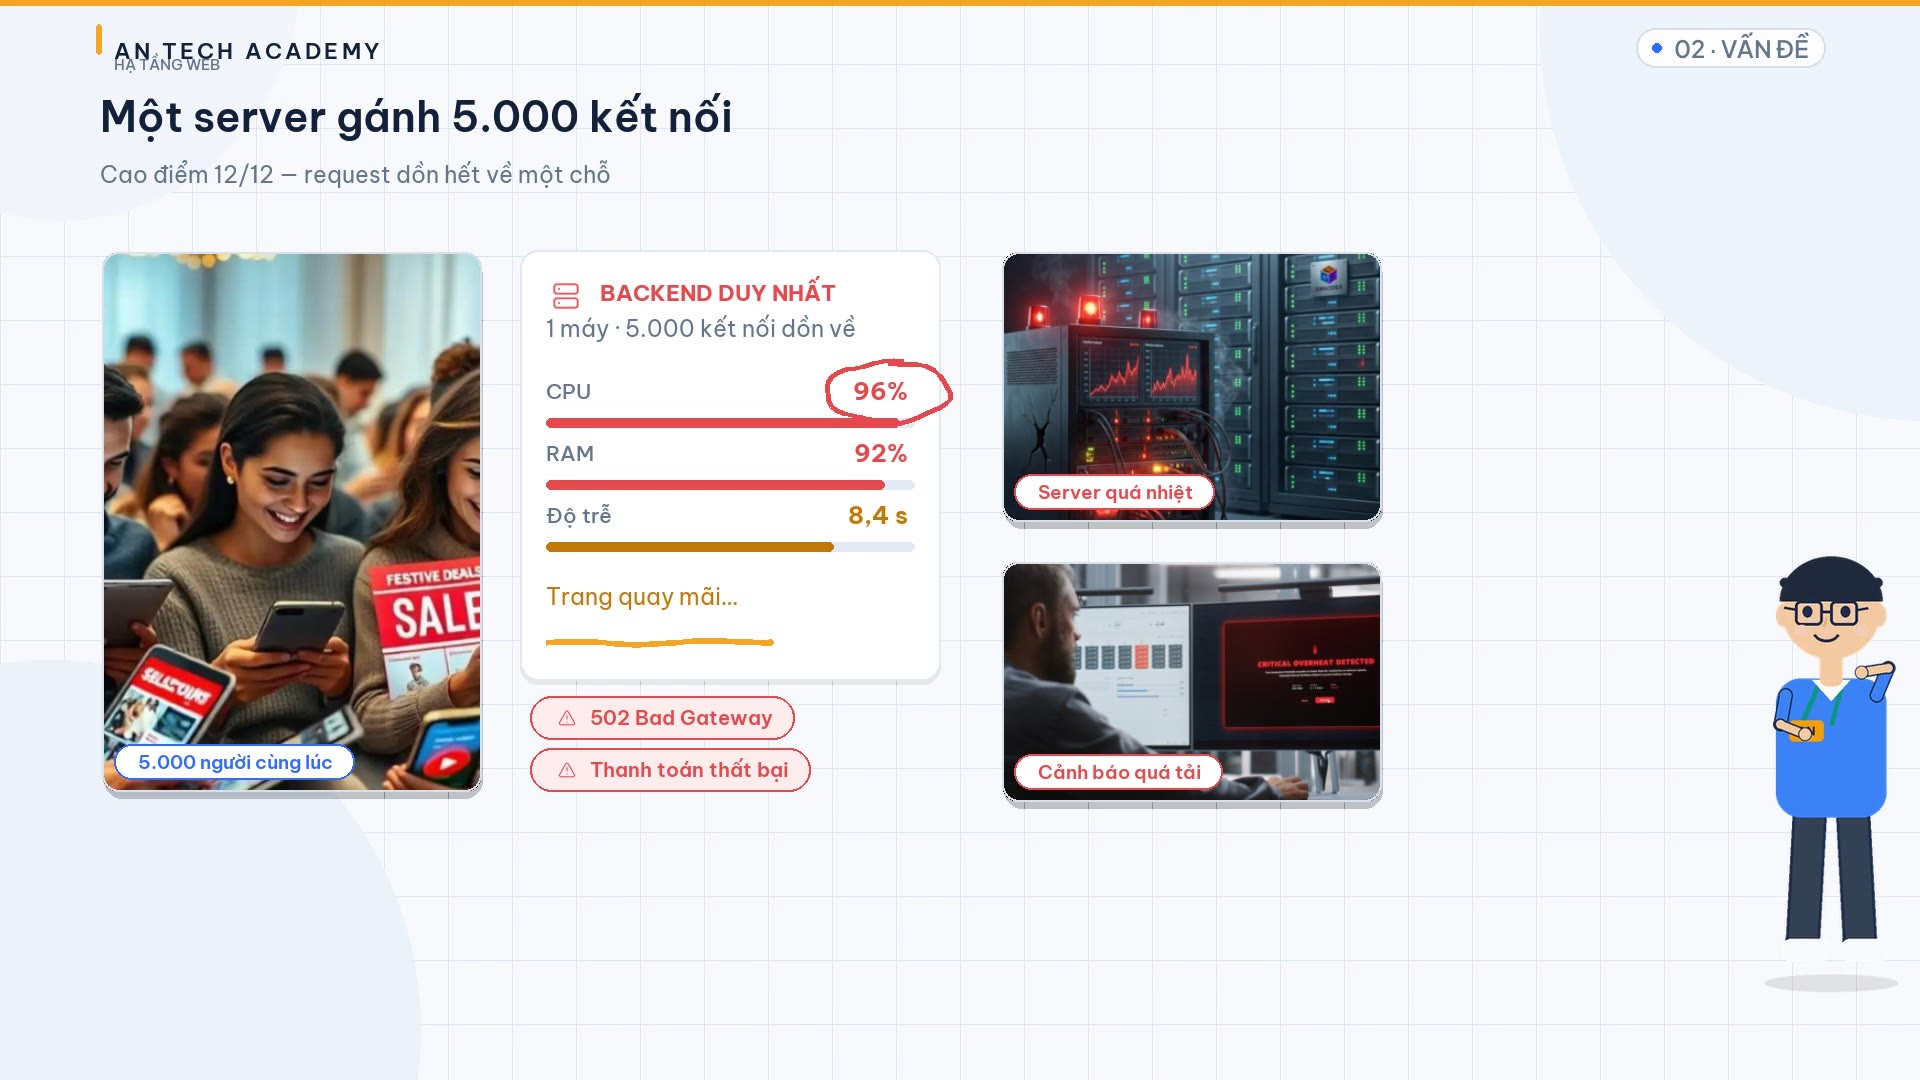 AN TECH ACADEMY
HẠ TẦNG WEB
02 · VẤN ĐỀ
Một server gánh 5.000 kết nối
Cao điểm 12/12 — request dồn hết về một chỗ
FESTIVE DEALS
SALE
5.000 người cùng lúc
BACKEND DUY NHẤT
1 máy · 5.000 kết nối dồn về
CPU 96%
RAM 92%
Độ trễ 8,4 s
Trang quay mãi...
502 Bad Gateway
Thanh toán thất bại
Server quá nhiệt
CRITICAL OVERHEAT DETECTED
Cảnh báo quá tải